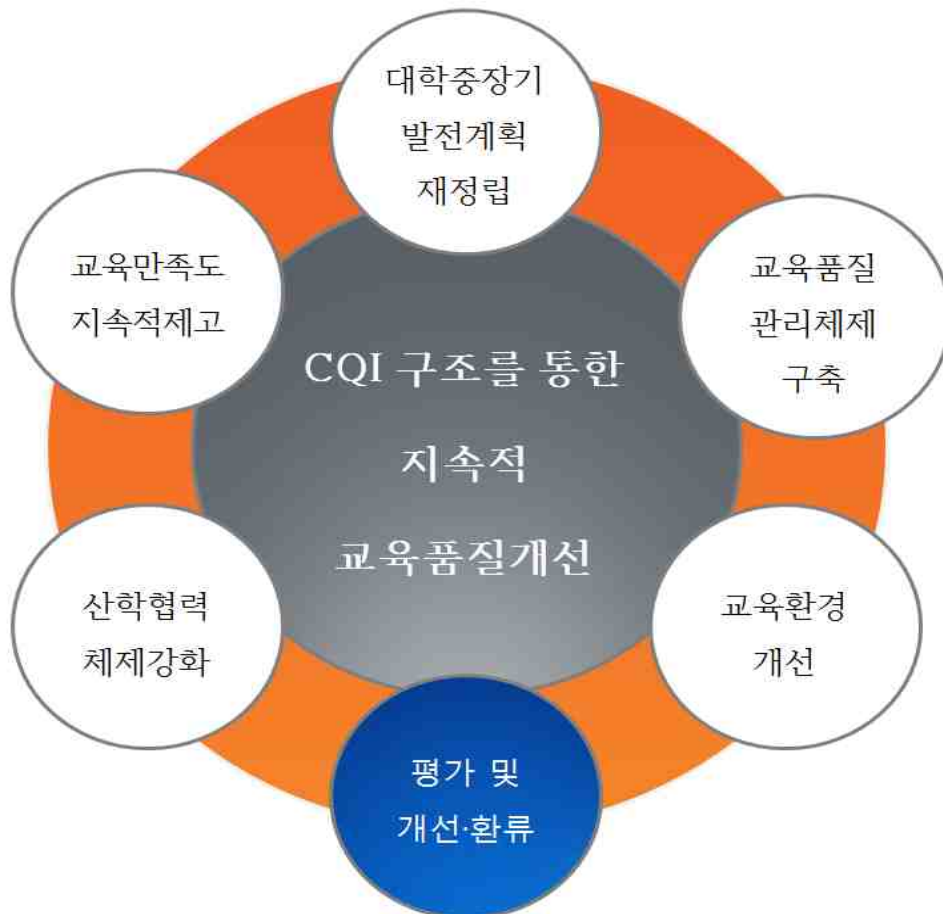 대학중장기
발전계획
재정립
교육만족도
지속적제고
교육품질
관리체제
구축
CQI 구조를 통한
지속적
교육품질개선
산학협력
체제강화
교육환경
개선
평가 및
개선·환류